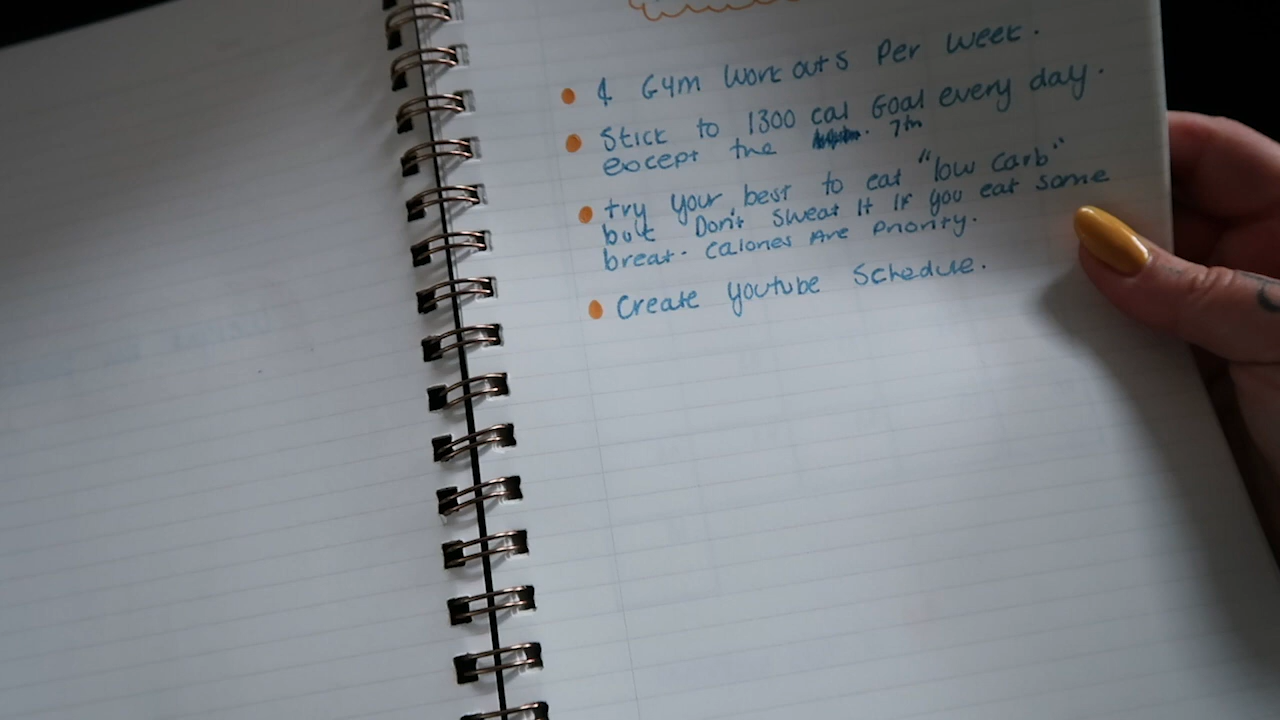 4 Gym Workouts Per Week.
Stick to 1300 cal Goal every day.
except the 7th
try your best to eat "low carb"
but Don't sweat It If you eat some
breat. calories Are Priority.
Create Youtube Schedule.